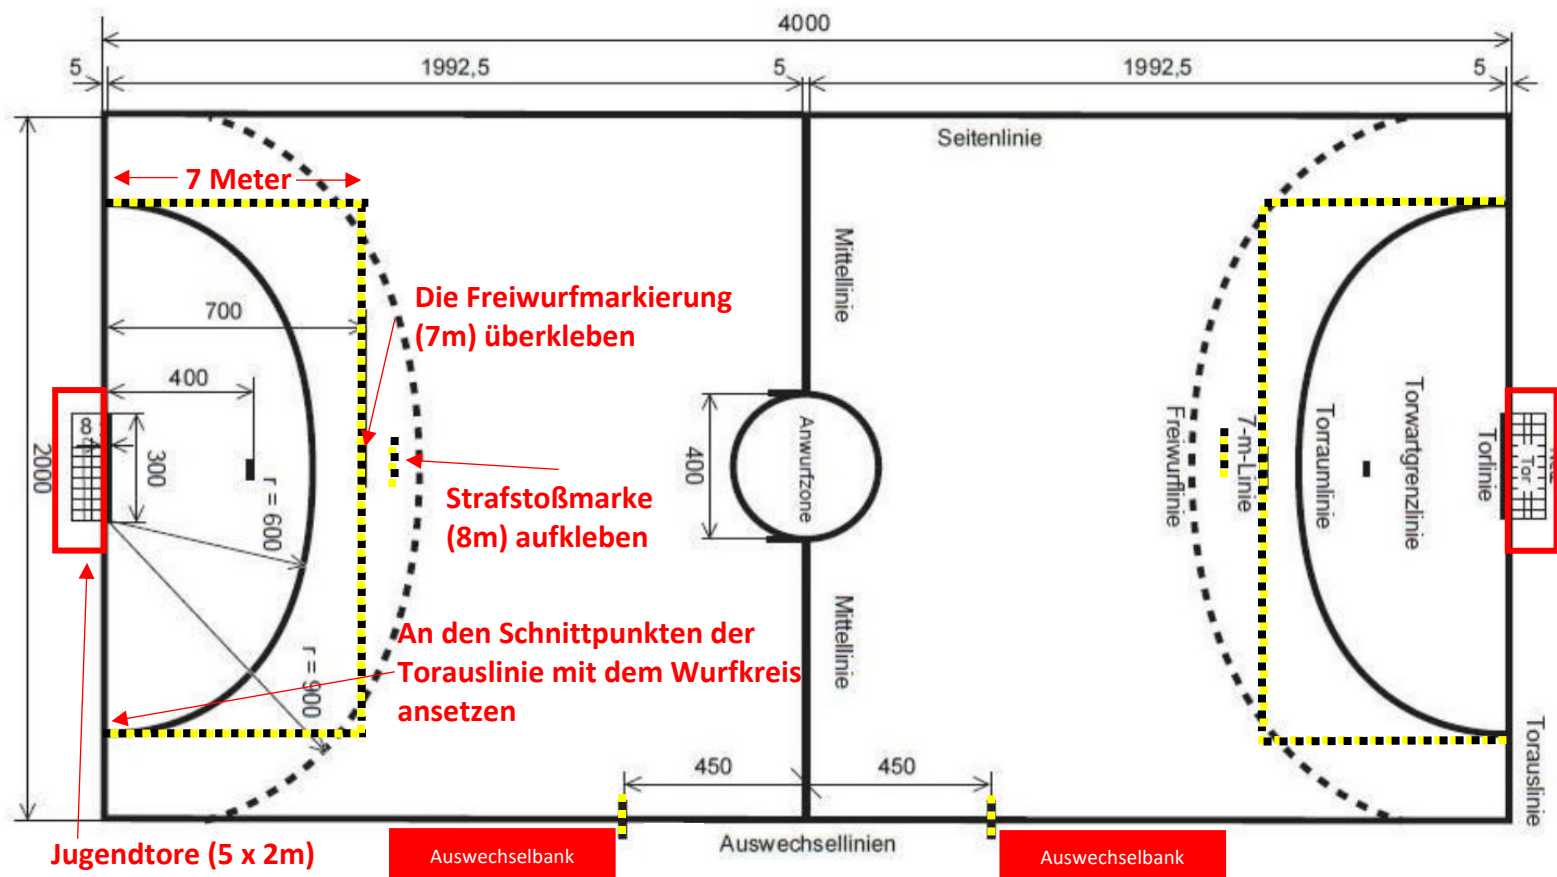 4000
5
1992,5
5
1992,5
5
Seitenlinie
7 Meter
Mittellinie
Die Freiwurfmarkierung
(7m) überkleben
700
400
8
300
2000
r = 600
r = 900
Strafstoßmarke
(8m) aufkleben
400
Anwurfzone
Freiwurflinie
7-m-Linie
Torraumlinie
Torwartgrenzlinie
Torlinie
Tor
An den Schnittpunkten der
Torauslinie mit dem Wurfkreis
ansetzen
Mittellinie
Torauslinie
450
450
Jugendtore (5 x 2m)
Auswechselbank
Auswechsellinien
Auswechselbank